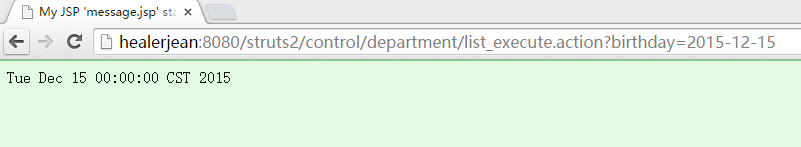 My JSP 'message.jsp' sta
healerjean:8080/struts2/control/department/list_execute.action?birthday=2015-12-15
Tue Dec 15 00:00:00 CST 2015